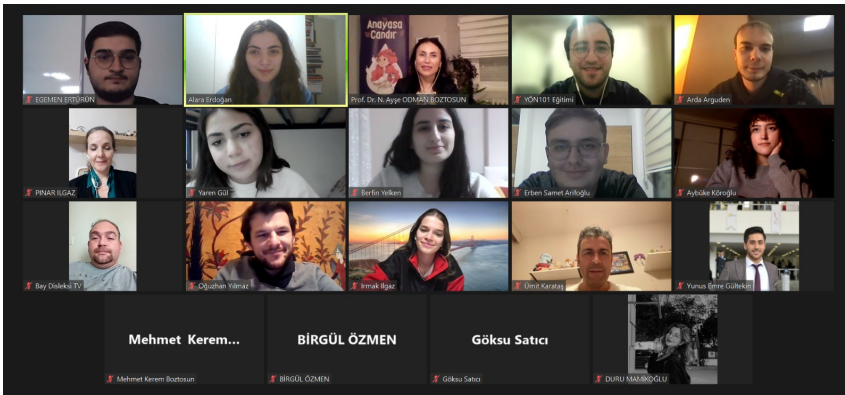 EGEMEN ERTÜRÜN
Alara Erdoğan
Anayasa
Candır
Prof. Dr. N. Ayşe ODMAN BOZTOSUN
YÖN101 Eğitimi
Arda Arguden
PINAR ILGAZ
Yaren Gül
Berfin Yelken
Erben Samet Arifoğlu
Aybüke Köroğlu
Bay Disleksi TV
Oğuzhan Yılmaz
Irmak Ilgaz
Ümit Karataş
Yunus Emre Gültekin
Mehmet Kerem...
Mehmet Kerem Boztosun
BİRGÜL ÖZMEN
BİRGÜL ÖZMEN
Göksu Satıcı
Göksu Satıcı
DURU MAMIKOĞLU